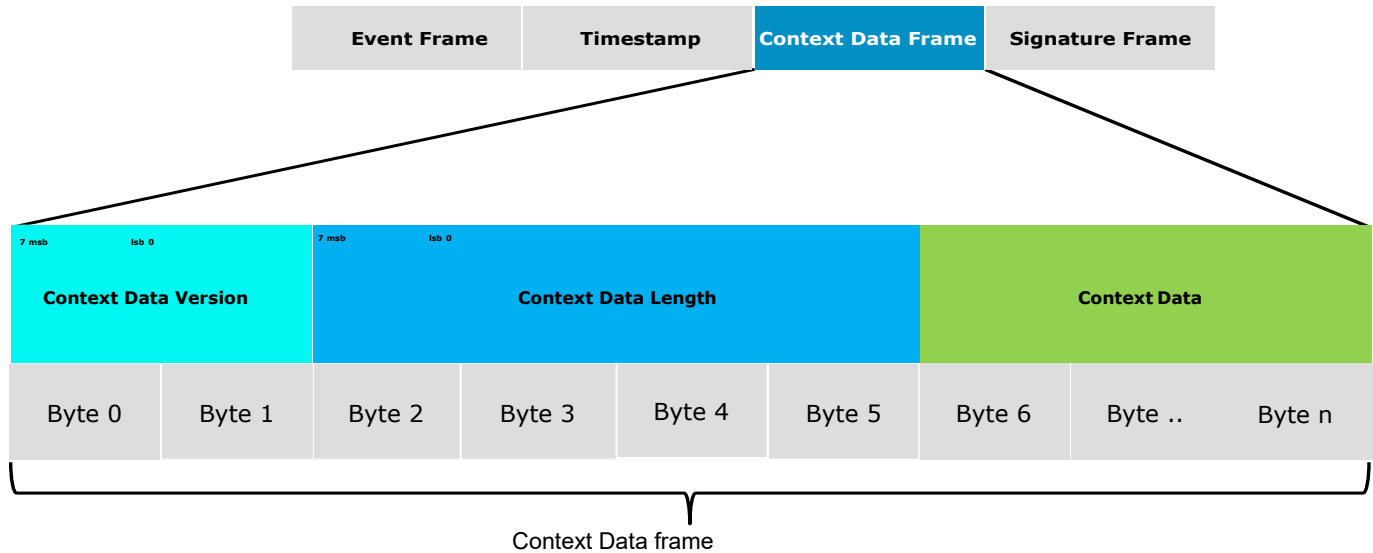 Event Frame Timestamp Context Data Frame Signature Frame
7 msb lsb 0 7 msb lsb 0
Context Data Version Context Data Length Context Data
Byte 0 Byte 1 Byte 2 Byte 3 Byte 4 Byte 5 Byte 6 Byte .. Byte n
Context Data frame